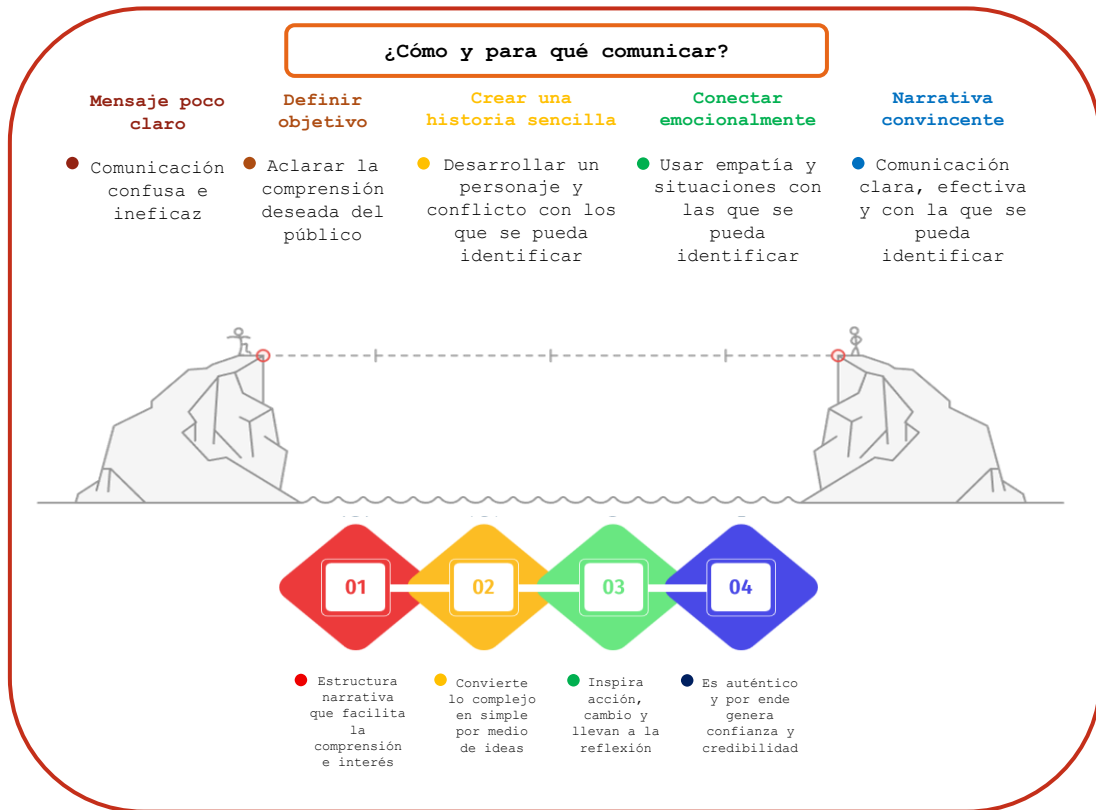 ¿Cómo y para qué comunicar?
Mensaje poco
claro
Comunicación
confusa e
ineficaz
Definir
objetivo
Aclarar la
comprensión
deseada del
público
Crear una
historia sencilla
Desarrollar un
personaje y
conflicto con los
que se pueda
identificar
Conectar
emocionalmente
Usar empatía y
situaciones con
las que se
pueda
identificar
Narrativa
convincente
Comunicación
clara, efectiva
y con la que se
pueda
identificar
01
02
03
04
Estructura
narrativa
que facilita
la
comprensión
e interés
Convierte
lo complejo
en simple
por medio
de ideas
Inspira
acción,
cambio y
llevan a la
reflexión
Es auténtico
y por ende
genera
confianza y
credibilidad